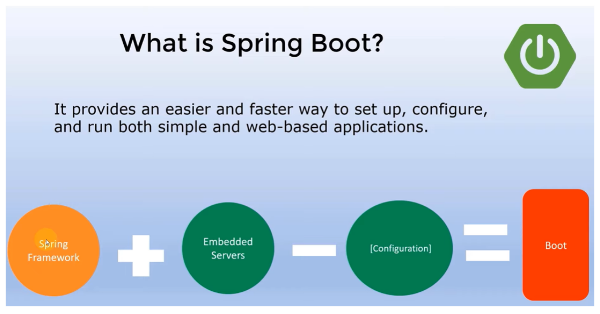 What is Spring Boot?
It provides an easier and faster way to set up, configure,
and run both simple and web-based applications.
Spring
Framework
Embedded
Servers
[Configuration]
Boot